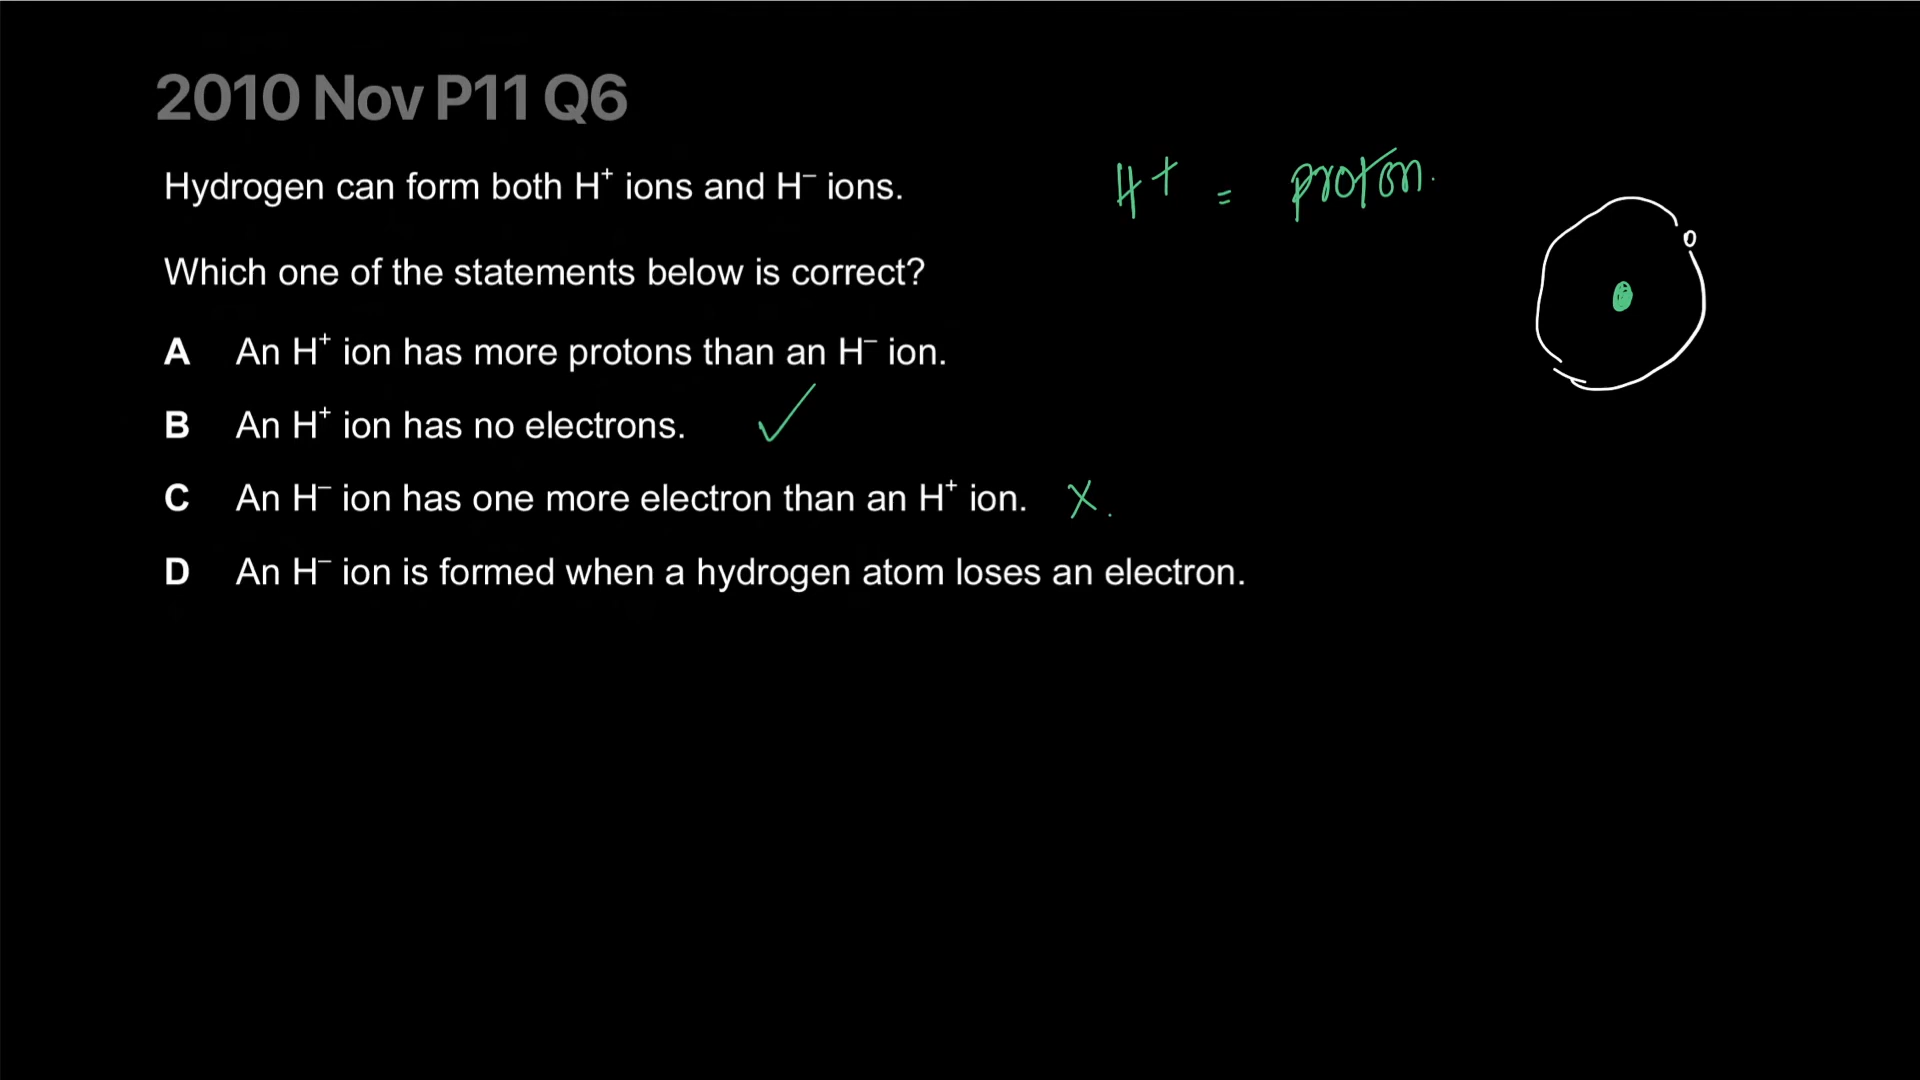 2010 Nov P11 Q6
Hydrogen can form both H⁺ ions and H⁻ ions.
H⁺ = proton.
Which one of the statements below is correct?
A An H⁺ ion has more protons than an H⁻ ion.
B An H⁺ ion has no electrons. ✓
C An H⁻ ion has one more electron than an H⁺ ion. X.
D An H⁻ ion is formed when a hydrogen atom loses an electron.